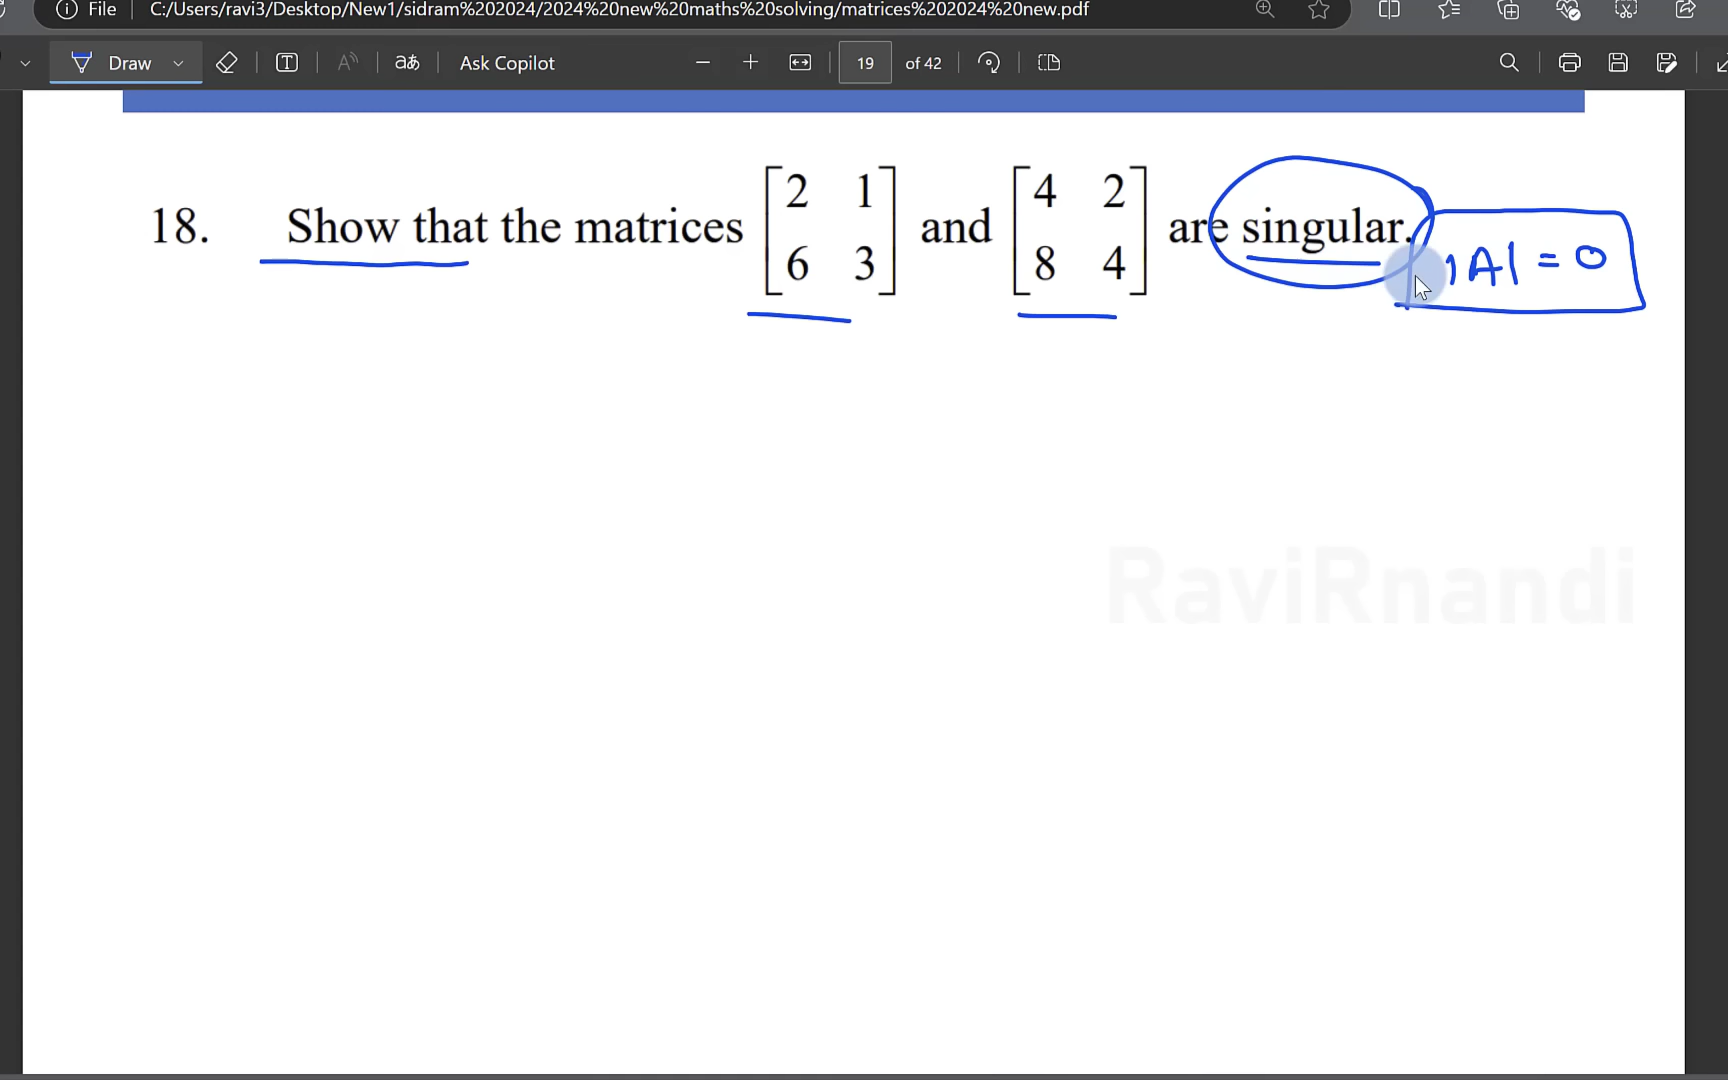 File C:/Users/ravi3/Desktop/New1/sidram%202024/2024%20new%20maths%20solving/matrices%202024%20new.pdf
Draw T A aあ Ask Copilot 19 of 42
18. Show that the matrices [2 1; 6 3] and [4 2; 8 4] are singular.
|A| = 0
RaviRnandi